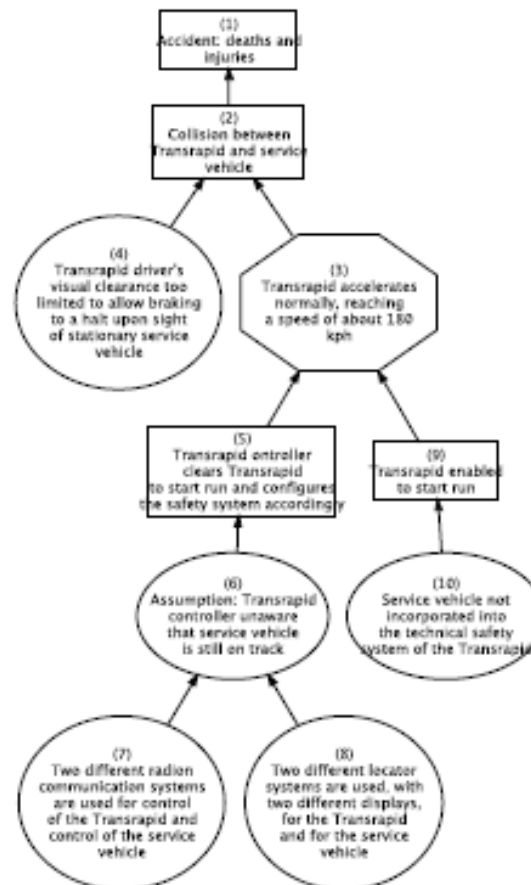 (1)
Accident: deaths and
injuries
(2)
Collision between
Transrapid and service
vehicle
(4)
Transrapid driver's
visual clearance too
limited to allow braking
to a halt upon sight
of stationary service
vehicle
(3)
Transrapid accelerates
normally, reaching
a speed of about 180
kph
(5)
Transrapid ontroller
clears Transrapid
to start run and configures
the safety system accordingly
(9)
Transrapid enabled
to start run
(6)
Assumption: Transrapid
controller unaware
that service vehicle
is still on track
(10)
Service vehicle not
incorporated into
the technical safety
system of the Transrapid
(7)
Two different radion
communication systems
are used for control
of the Transrapid and
control of the service
vehicle
(8)
Two different locator
systems are used, with
two different displays,
for the Transrapid
and for the service
vehicle